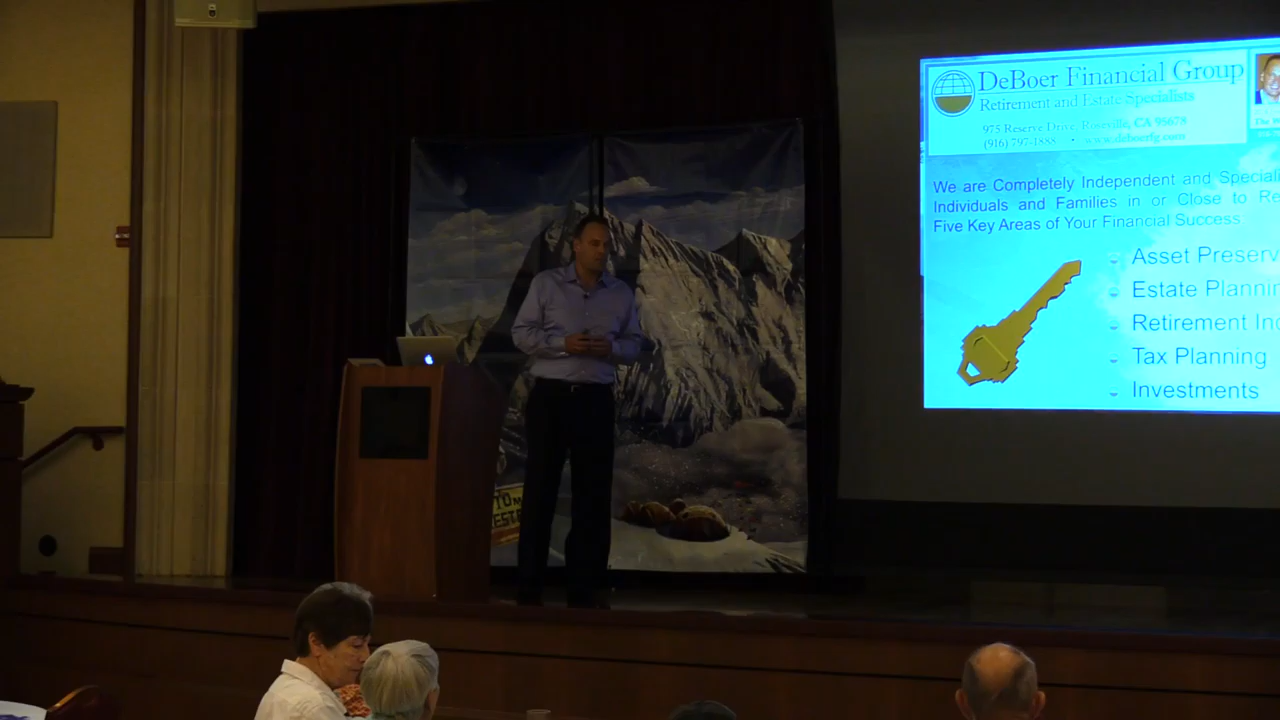 DeBoer Financial Group
Retirement and Estate Specialists
975 Reserve Drive, Roseville, CA 95678
(916) 797-1888 • www.deboerfg.com
We are Completely Independent and Speciali
Individuals and Families in or Close to Re
Five Key Areas of Your Financial Success:
Asset Preserv
Estate Plannin
Retirement Inc
Tax Planning
Investments
TO